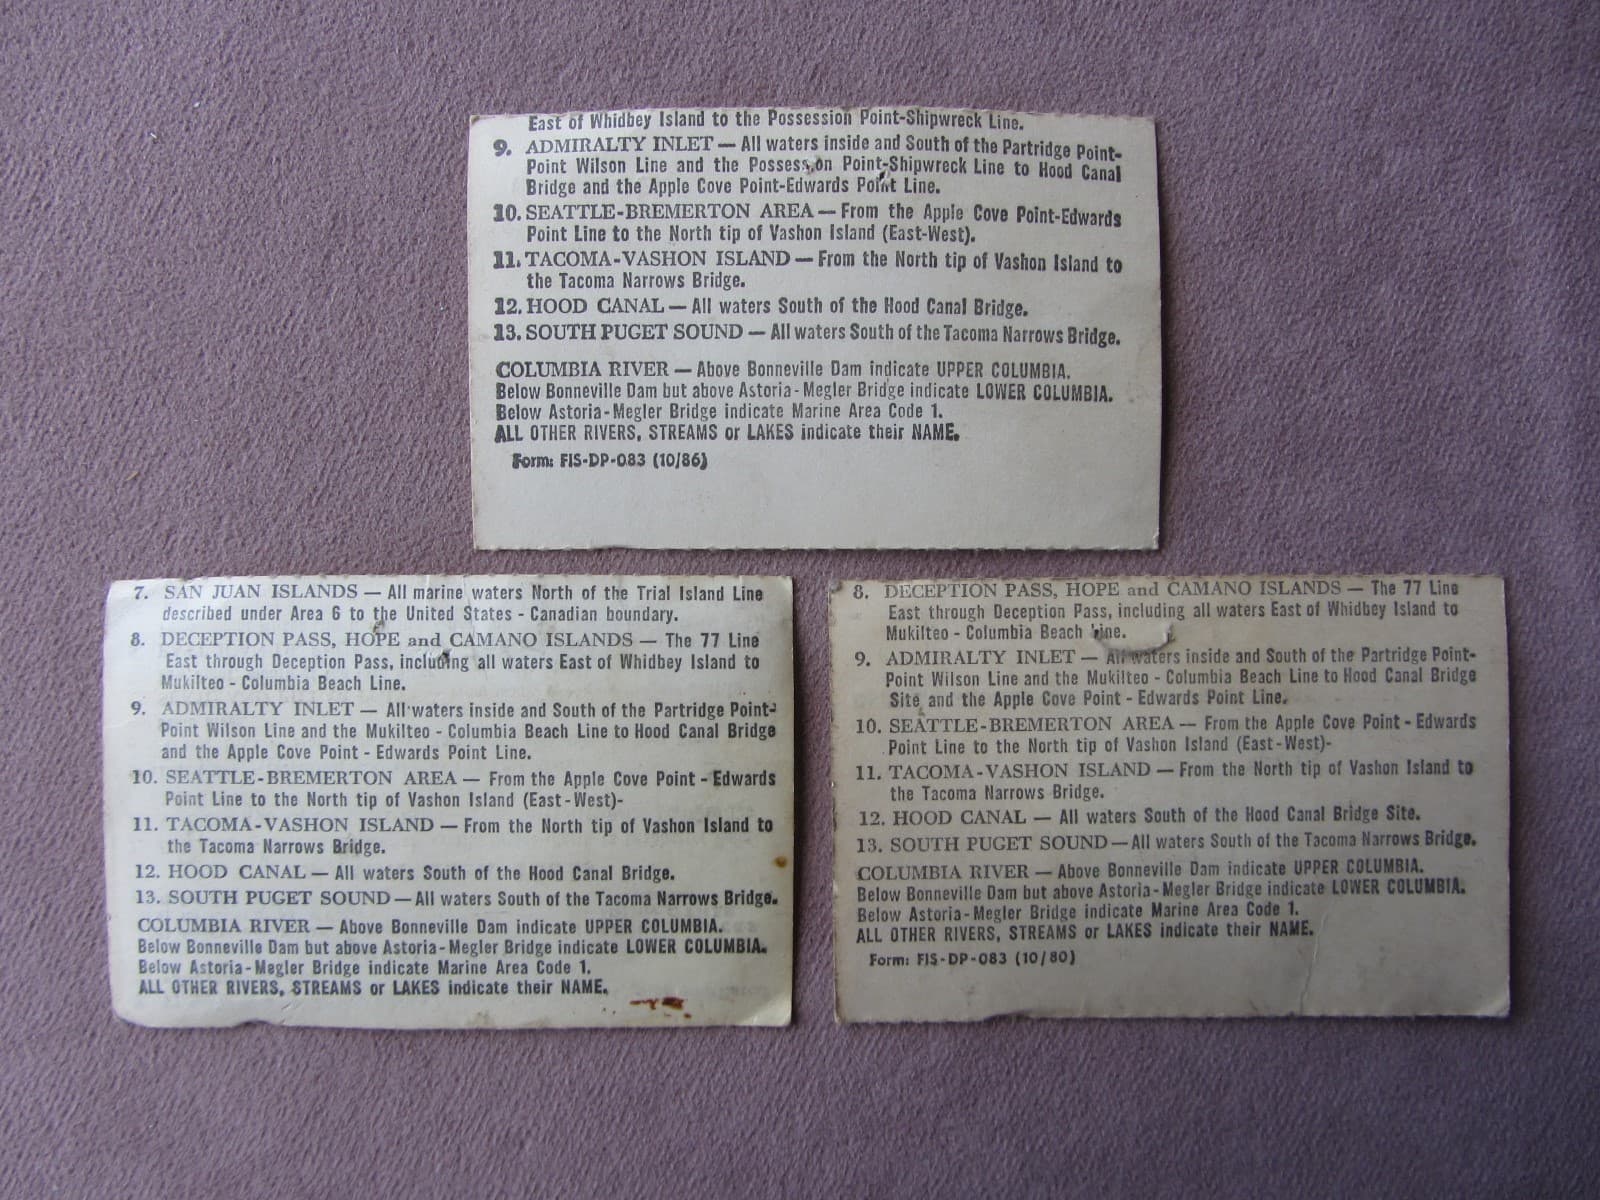 East of Whidbey Island to the Possession Point-Shipwreck Line.
9. ADMIRALTY INLET — All waters inside and South of the Partridge Point-
Point Wilson Line and the Possess on Point-Shipwreck Line to Hood Canal
Bridge and the Apple Cove Point-Edwards Point Line.
10. SEATTLE-BREMERTON AREA — From the Apple Cove Point-Edwards
Point Line to the North tip of Vashon Island (East-West).
11. TACOMA-VASHON ISLAND — From the North tip of Vashon Island to
the Tacoma Narrows Bridge.
12. HOOD CANAL — All waters South of the Hood Canal Bridge.
13. SOUTH PUGET SOUND — All waters South of the Tacoma Narrows Bridge.
COLUMBIA RIVER — Above Bonneville Dam indicate UPPER COLUMBIA.
Below Bonneville Dam but above Astoria-Megler Bridge indicate LOWER COLUMBIA.
Below Astoria-Megler Bridge indicate Marine Area Code 1.
ALL OTHER RIVERS, STREAMS or LAKES indicate their NAME.
Form: FIS-DP-083 (10/86)
7. SAN JUAN ISLANDS — All marine waters North of the Trial Island Line
described under Area 6 to the United States - Canadian boundary.
8. DECEPTION PASS, HOPE and CAMANO ISLANDS — The 77 Line
East through Deception Pass, including all waters East of Whidbey Island to
Mukilteo - Columbia Beach Line.
9. ADMIRALTY INLET — All waters inside and South of the Partridge Point-
Point Wilson Line and the Mukilteo - Columbia Beach Line to Hood Canal Bridge
and the Apple Cove Point - Edwards Point Line.
10. SEATTLE-BREMERTON AREA — From the Apple Cove Point - Edwards
Point Line to the North tip of Vashon Island (East-West)-
11. TACOMA-VASHON ISLAND — From the North tip of Vashon Island to
the Tacoma Narrows Bridge.
12. HOOD CANAL — All waters South of the Hood Canal Bridge.
13. SOUTH PUGET SOUND — All waters South of the Tacoma Narrows Bridge.
COLUMBIA RIVER — Above Bonneville Dam indicate UPPER COLUMBIA.
Below Bonneville Dam but above Astoria-Megler Bridge indicate LOWER COLUMBIA.
Below Astoria-Megler Bridge indicate Marine Area Code 1.
ALL OTHER RIVERS, STREAMS or LAKES indicate their NAME.
8. DECEPTION PASS, HOPE and CAMANO ISLANDS — The 77 Line
East through Deception Pass, including all waters East of Whidbey Island to
Mukilteo - Columbia Beach Line.
9. ADMIRALTY INLET — All waters inside and South of the Partridge Point-
Point Wilson Line and the Mukilteo - Columbia Beach Line to Hood Canal Bridge
Site and the Apple Cove Point - Edwards Point Line.
10. SEATTLE-BREMERTON AREA — From the Apple Cove Point - Edwards
Point Line to the North tip of Vashon Island (East-West)-
11. TACOMA-VASHON ISLAND — From the North tip of Vashon Island to
the Tacoma Narrows Bridge.
12. HOOD CANAL — All waters South of the Hood Canal Bridge Site.
13. SOUTH PUGET SOUND — All waters South of the Tacoma Narrows Bridge.
COLUMBIA RIVER — Above Bonneville Dam indicate UPPER COLUMBIA.
Below Bonneville Dam but above Astoria-Megler Bridge indicate LOWER COLUMBIA.
Below Astoria-Megler Bridge indicate Marine Area Code 1.
ALL OTHER RIVERS, STREAMS or LAKES indicate their NAME.
Form: FIS-DP-083 (10/80)